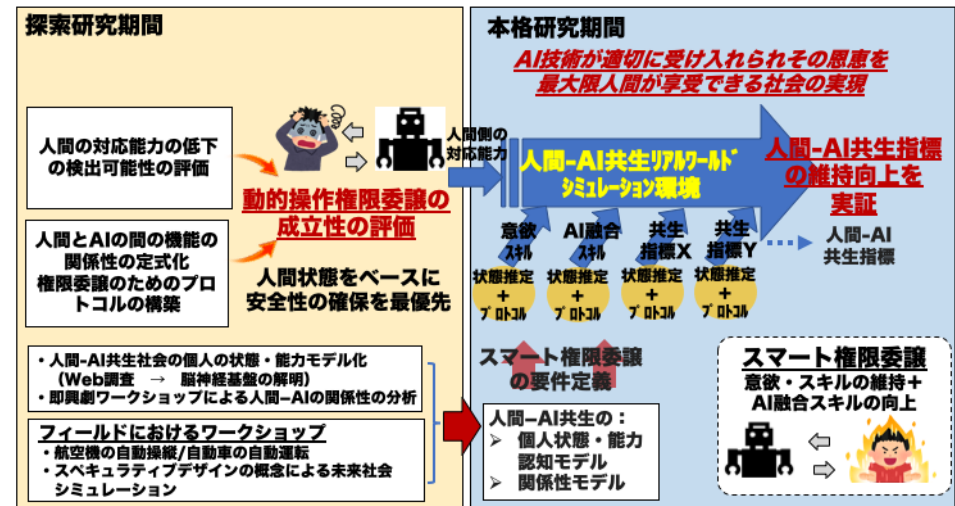 探索研究期間
人間の対応能力の低下
の検出可能性の評価
人間とAIの間の機能の
関係性の定式化
権限委譲のためのプロ
トコルの構築
動的操作権限委譲の
成立性の評価
人間状態をベースに
安全性の確保を最優先
・人間-AI共生社会の個人の状態・能力モデル化
（Web調査　→　脳神経基盤の解明）
・即興劇ワークショップによる人間–AIの関係性の分析
フィールドにおけるワークショップ
・航空機の自動操縦/自動車の自動運転
・スペキュラティブデザインの概念による未来社会
シミュレーション
本格研究期間
AI技術が適切に受け入れられその恩恵を
最大限人間が享受できる社会の実現
人間側の
対応能力
人間-AI共生ﾘｱﾙﾜｰﾙﾄﾞ
ｼﾐｭﾚｰｼｮﾝ環境
人間-AI共生指標
の維持向上を
実証
意欲
ｽｷﾙ
AI融合
ｽｷﾙ
共生
指標X
共生
指標Y
人間-AI
共生指標
状態推定
+
ﾌﾟﾛﾄｺﾙ
状態推定
+
ﾌﾟﾛﾄｺﾙ
状態推定
+
ﾌﾟﾛﾄｺﾙ
状態推定
+
ﾌﾟﾛﾄｺﾙ
スマート権限委譲
の要件定義
人間–AI共生の：
➢ 個人状態・能力
認知モデル
➢ 関係性モデル
スマート権限委譲
意欲・スキルの維持＋
AI融合スキルの向上